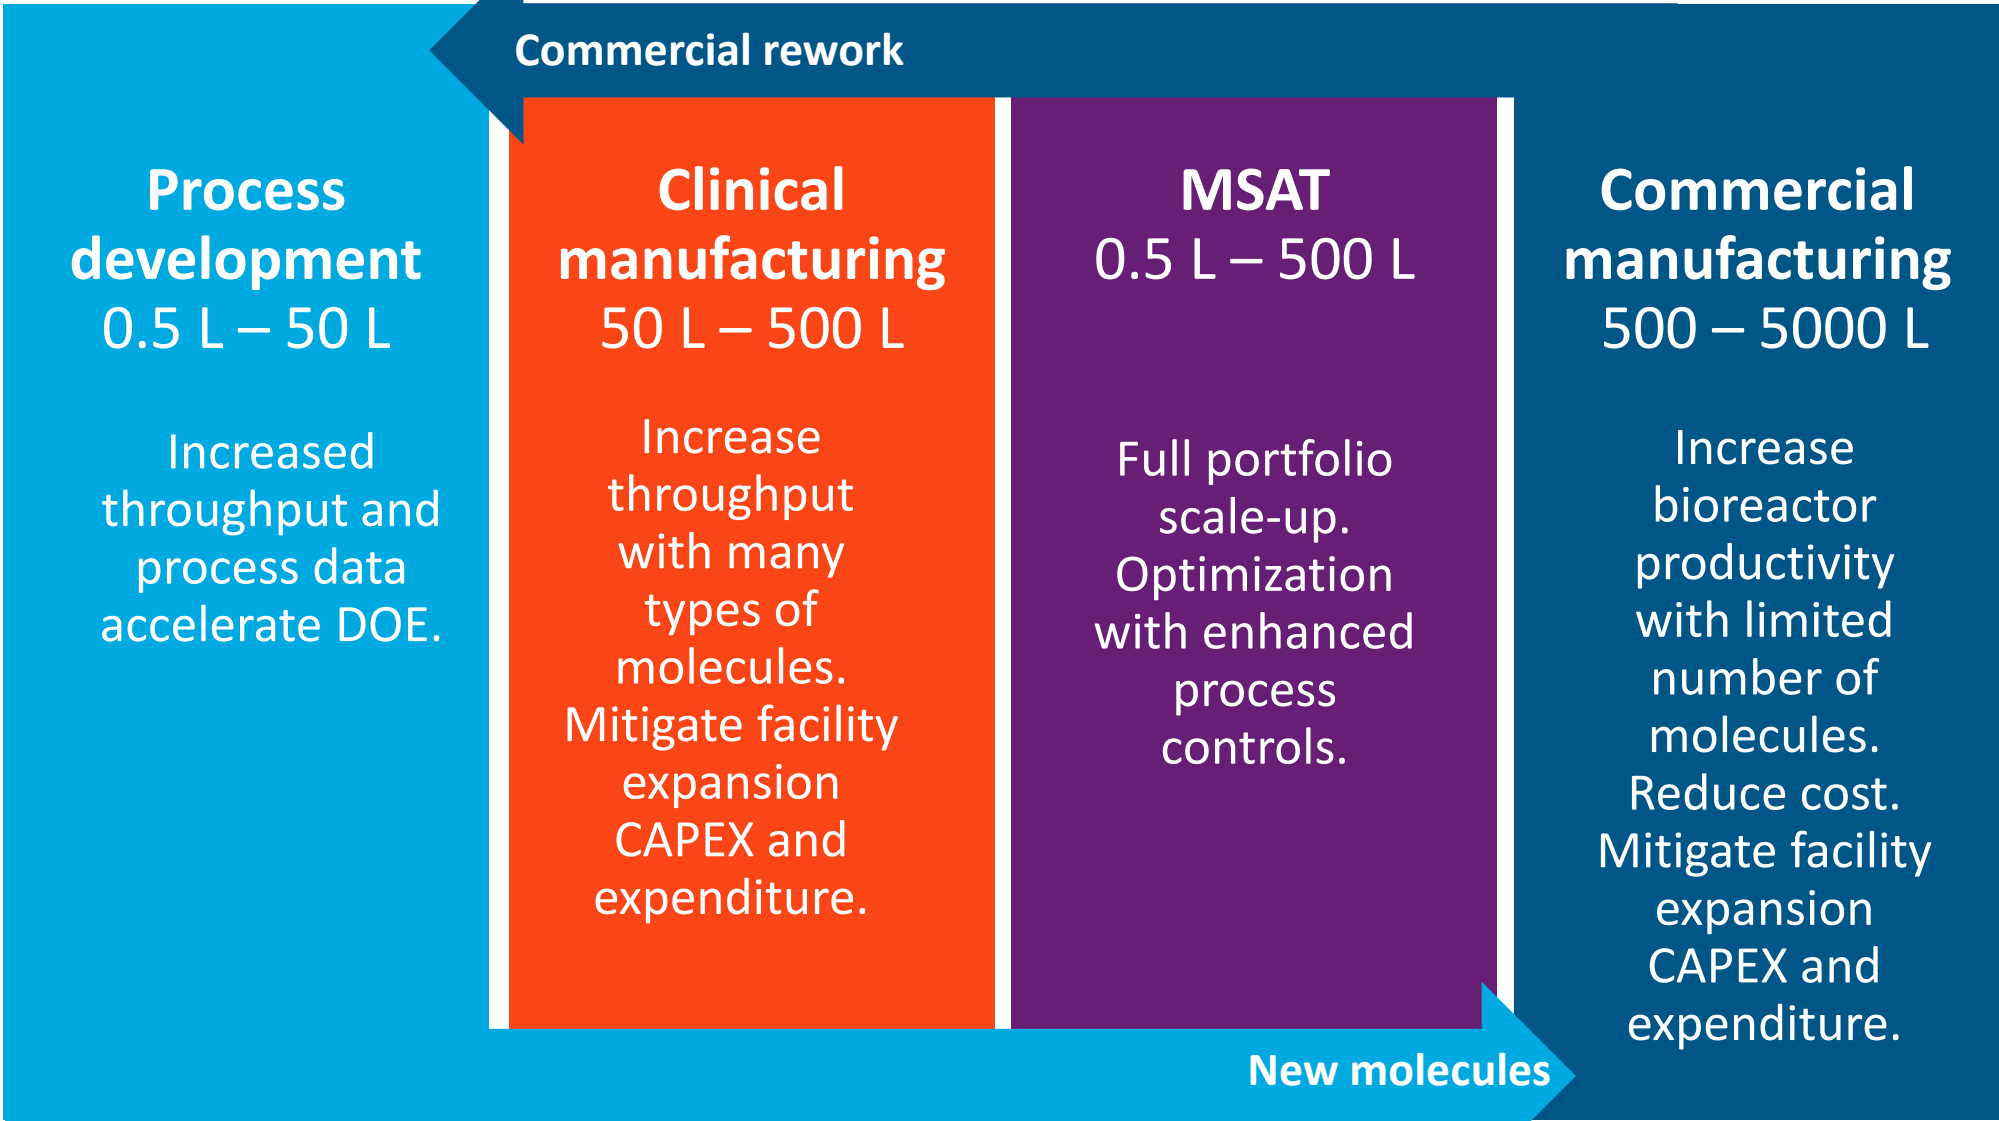 Commercial rework
Process
development
0.5 L – 50 L
Increased
throughput and
process data
accelerate DOE.
Clinical
manufacturing
50 L – 500 L
Increase
throughput
with many
types of
molecules.
Mitigate facility
expansion
CAPEX and
expenditure.
MSAT
0.5 L – 500 L
Full portfolio
scale-up.
Optimization
with enhanced
process
controls.
Commercial
manufacturing
500 – 5000 L
Increase
bioreactor
productivity
with limited
number of
molecules.
Reduce cost.
Mitigate facility
expansion
CAPEX and
expenditure.
New molecules